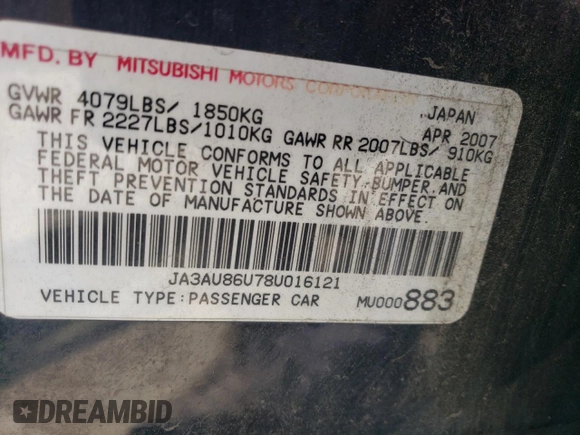 MFD. BY MITSUBISHI MOTORS CORPORATION
GVWR 4079LBS/ 1850KG JAPAN
GAWR FR 2227LBS/1010KG GAWR RR 2007LBS/ 910KG APR 2007
THIS VEHICLE CONFORMS TO ALL APPLICABLE
FEDERAL MOTOR VEHICLE SAFETY,BUMPER,AND
THEFT PREVENTION STANDARDS IN EFFECT ON
THE DATE OF MANUFACTURE SHOWN ABOVE.
JA3AU86U78U016121
VEHICLE TYPE:PASSENGER CAR MU000883
DREAMBID